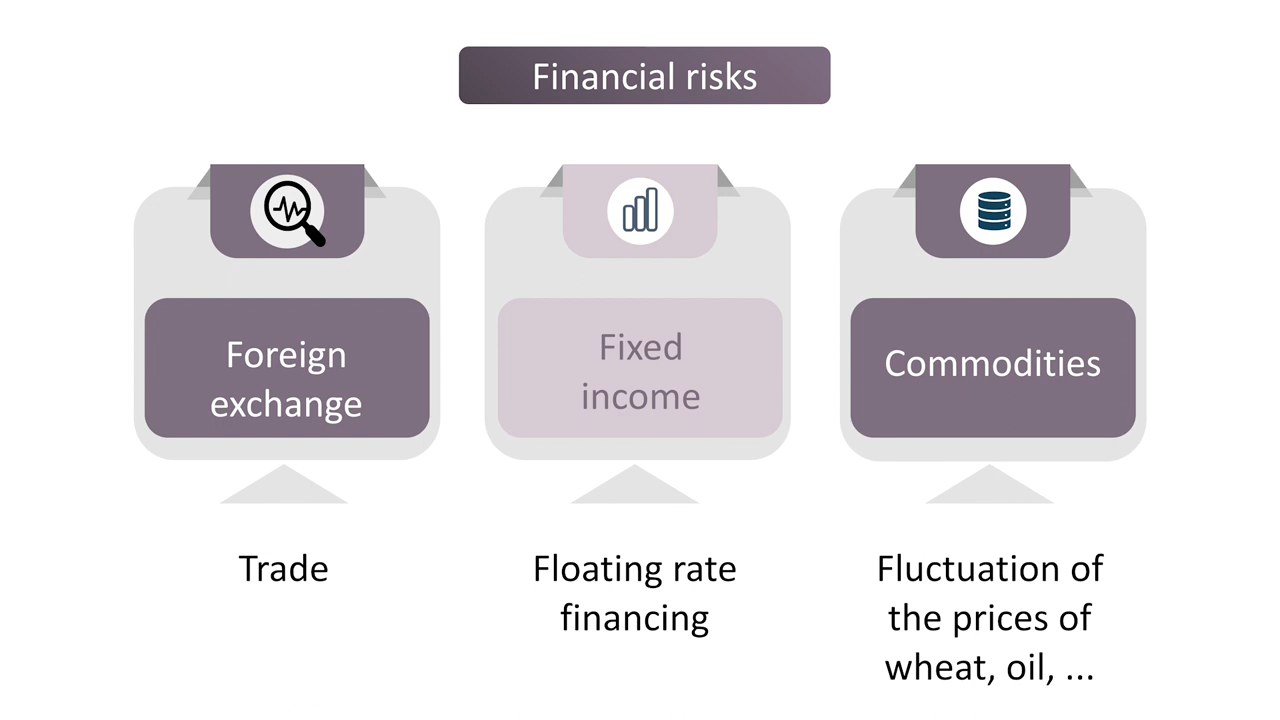 Financial risks
Foreign
exchange
Fixed
income
Commodities
Trade
Floating rate
financing
Fluctuation of
the prices of
wheat, oil, ...